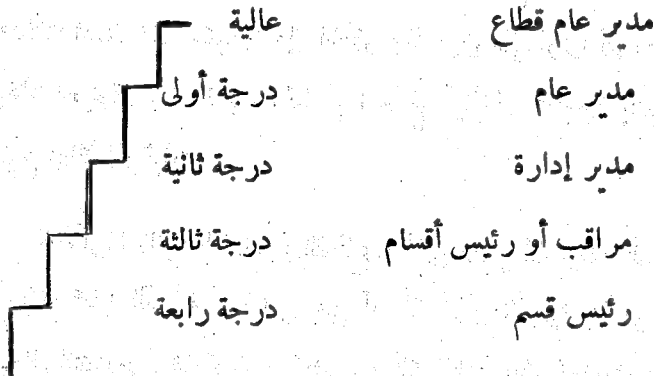 مدير عام قطاع عالية
مدير عام درجة أولى
مدير إدارة درجة ثانية
مراقب أو رئيس أقسام درجة ثالثة
رئيس قسم درجة رابعة